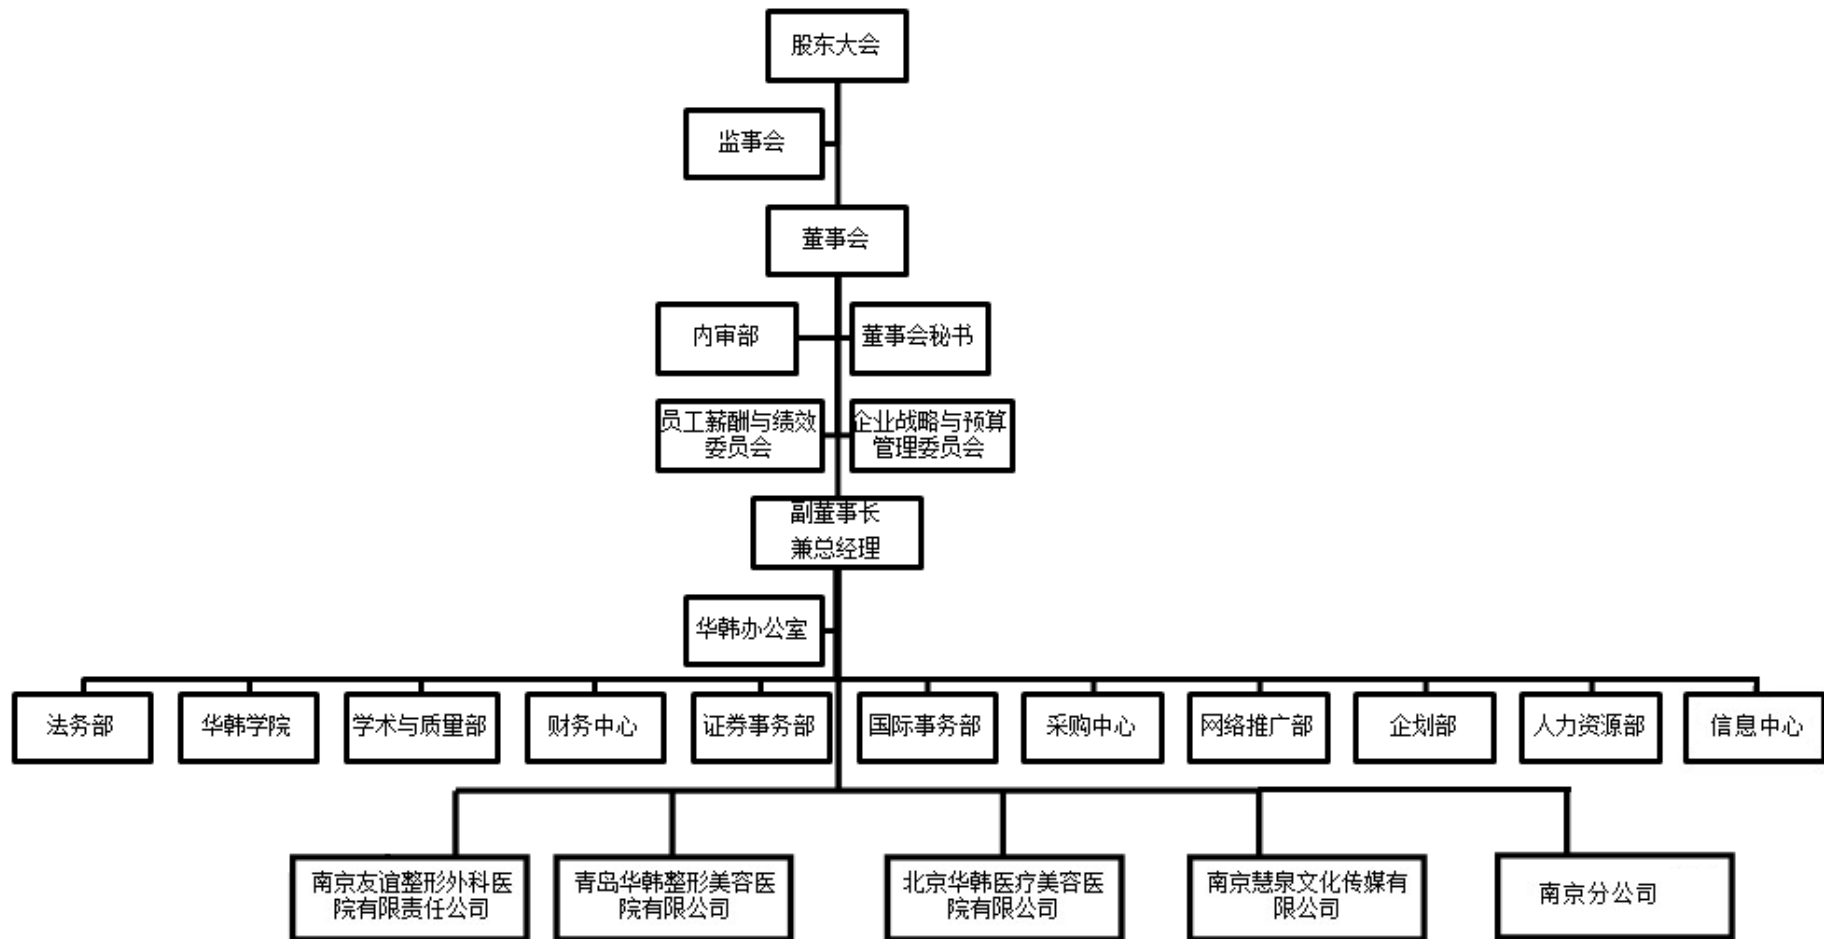 股东大会
监事会
董事会
内审部
董事会秘书
员工薪酬与绩效
委员会
企业战略与预算
管理委员会
副董事长
兼总经理
华韩办公室
法务部
华韩学院
学术与质量部
财务中心
证券事务部
国际事务部
采购中心
网络推广部
企划部
人力资源部
信息中心
南京友谊整形外科医
院有限责任公司
青岛华韩整形美容医
院有限公司
北京华韩医疗美容医
院有限公司
南京慧泉文化传媒有
限公司
南京分公司